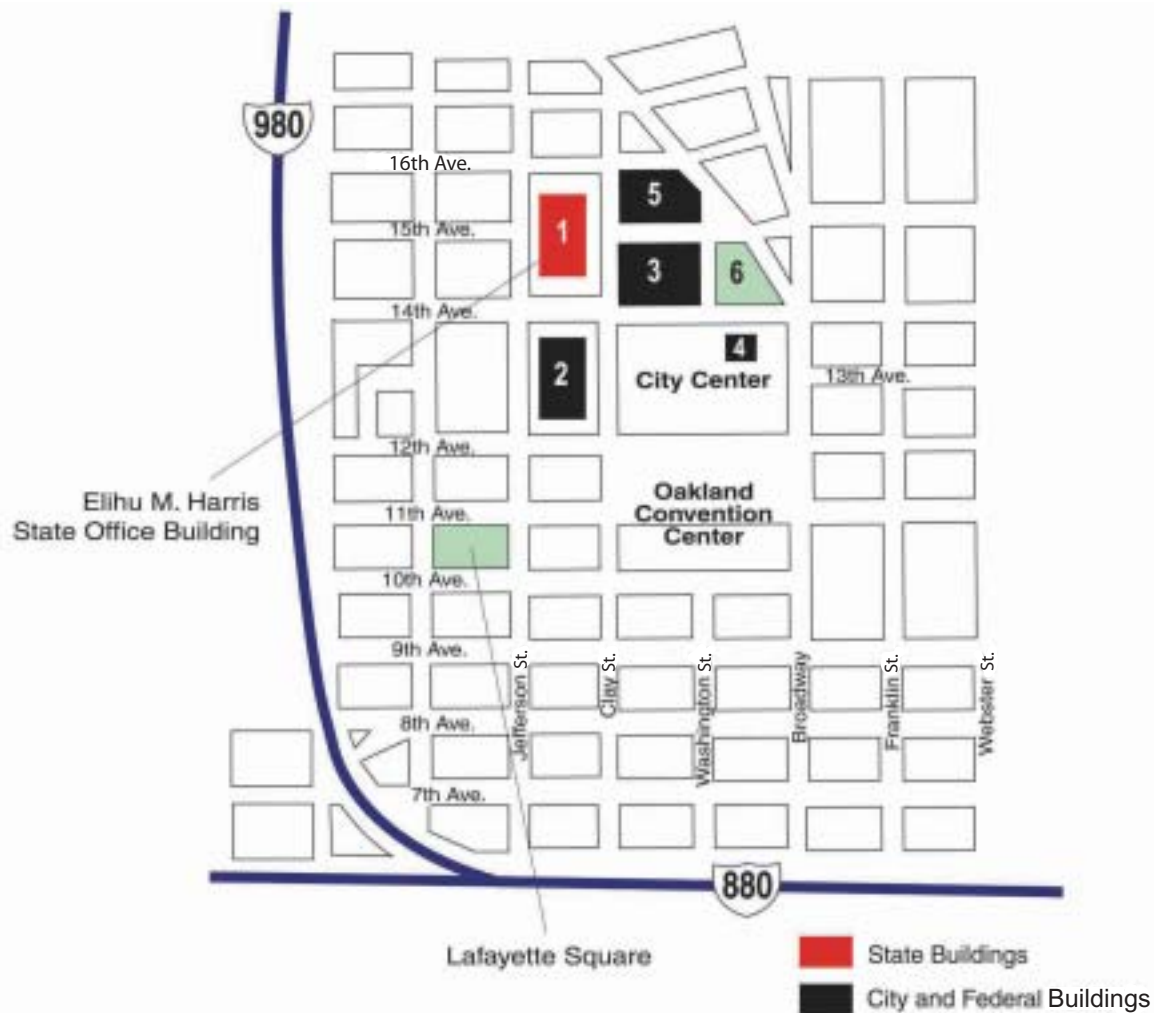 980
16th Ave.
5
1
15th Ave.
3
6
14th Ave.
4
2
City Center
13th Ave.
12th Ave.
Elihu M. Harris
State Office Building
Oakland
Convention
Center
11th Ave.
10th Ave.
9th Ave.
Jefferson St.
Clay St.
Washington St.
Broadway
Franklin St.
Webster St.
8th Ave.
7th Ave.
880
Lafayette Square
State Buildings
City and Federal Buildings